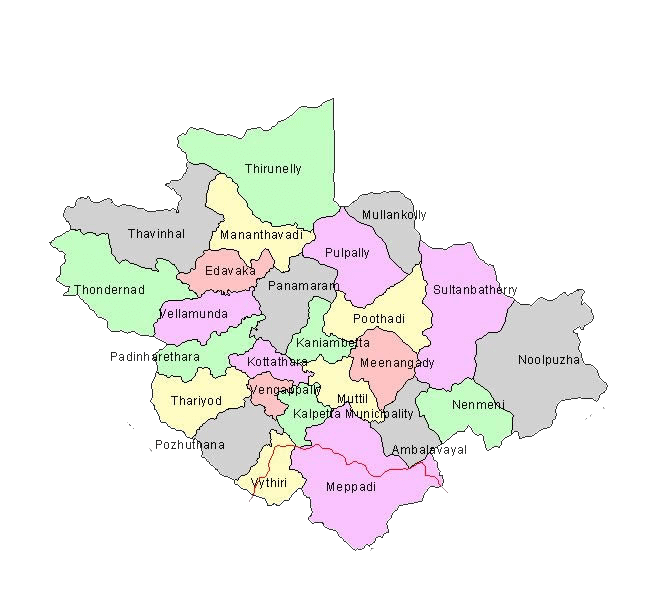 Thirunelly
Mullankolly
Thavinhal
Mananthavadi
Pulpally
Edavaka
Panamaram
Thondernad
Sultanbatherry
Vellamunda
Poothadi
Kaniambetta
Padinharethara
Kottathara
Meenangady
Noolpuzha
Vengappally
Thariyod
Muttil
Nenmeni
Kalpetta Municipality
Pozhuthana
Ambalavayal
Vythiri
Meppadi